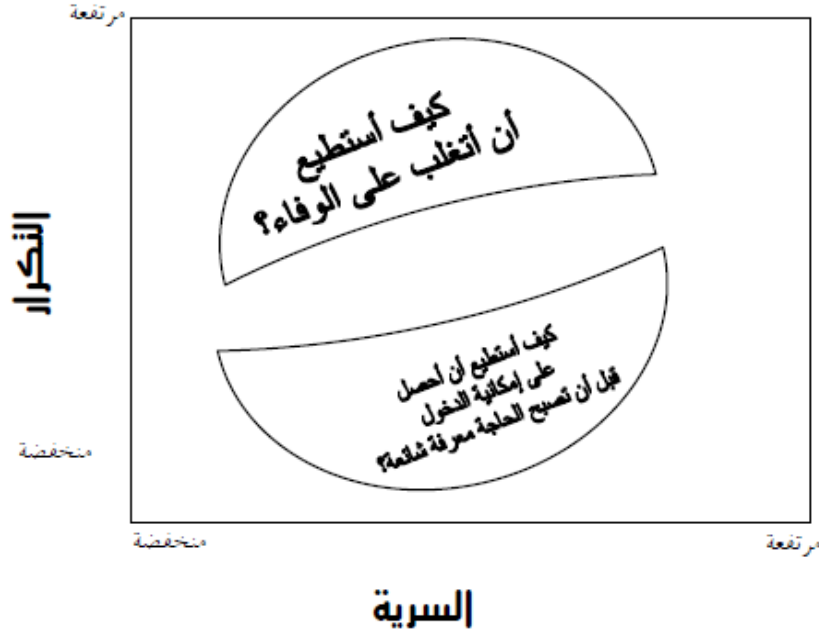 مرتفعة
كيف أستطيع
أن أتغلب على الوفاء؟
التكرار
كيف أستطيع أن أحصل
على إمكانية الدخول
قبل أن تصبح الحاجة معرفة شائعة؟
منخفضة
منخفضة
مرتفعة
السرية